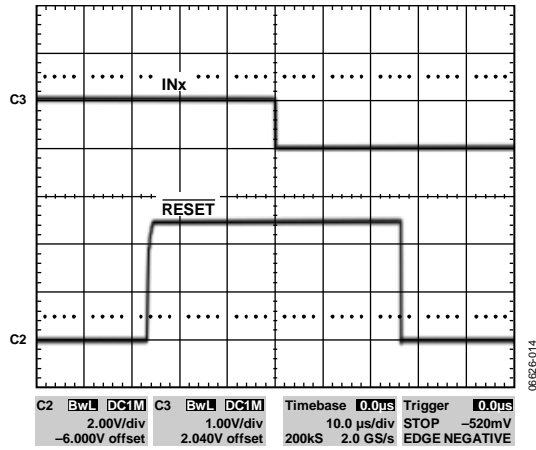 INx
C3
RESET
C2
06626-014
C2 BwL DC1M C3 BwL DC1M Timebase 0.0µs Trigger 0.0µs
2.00V/div 1.00V/div 10.0 µs/div STOP –520mV
–6.000V offset 2.040V offset 200kS 2.0 GS/s EDGE NEGATIVE